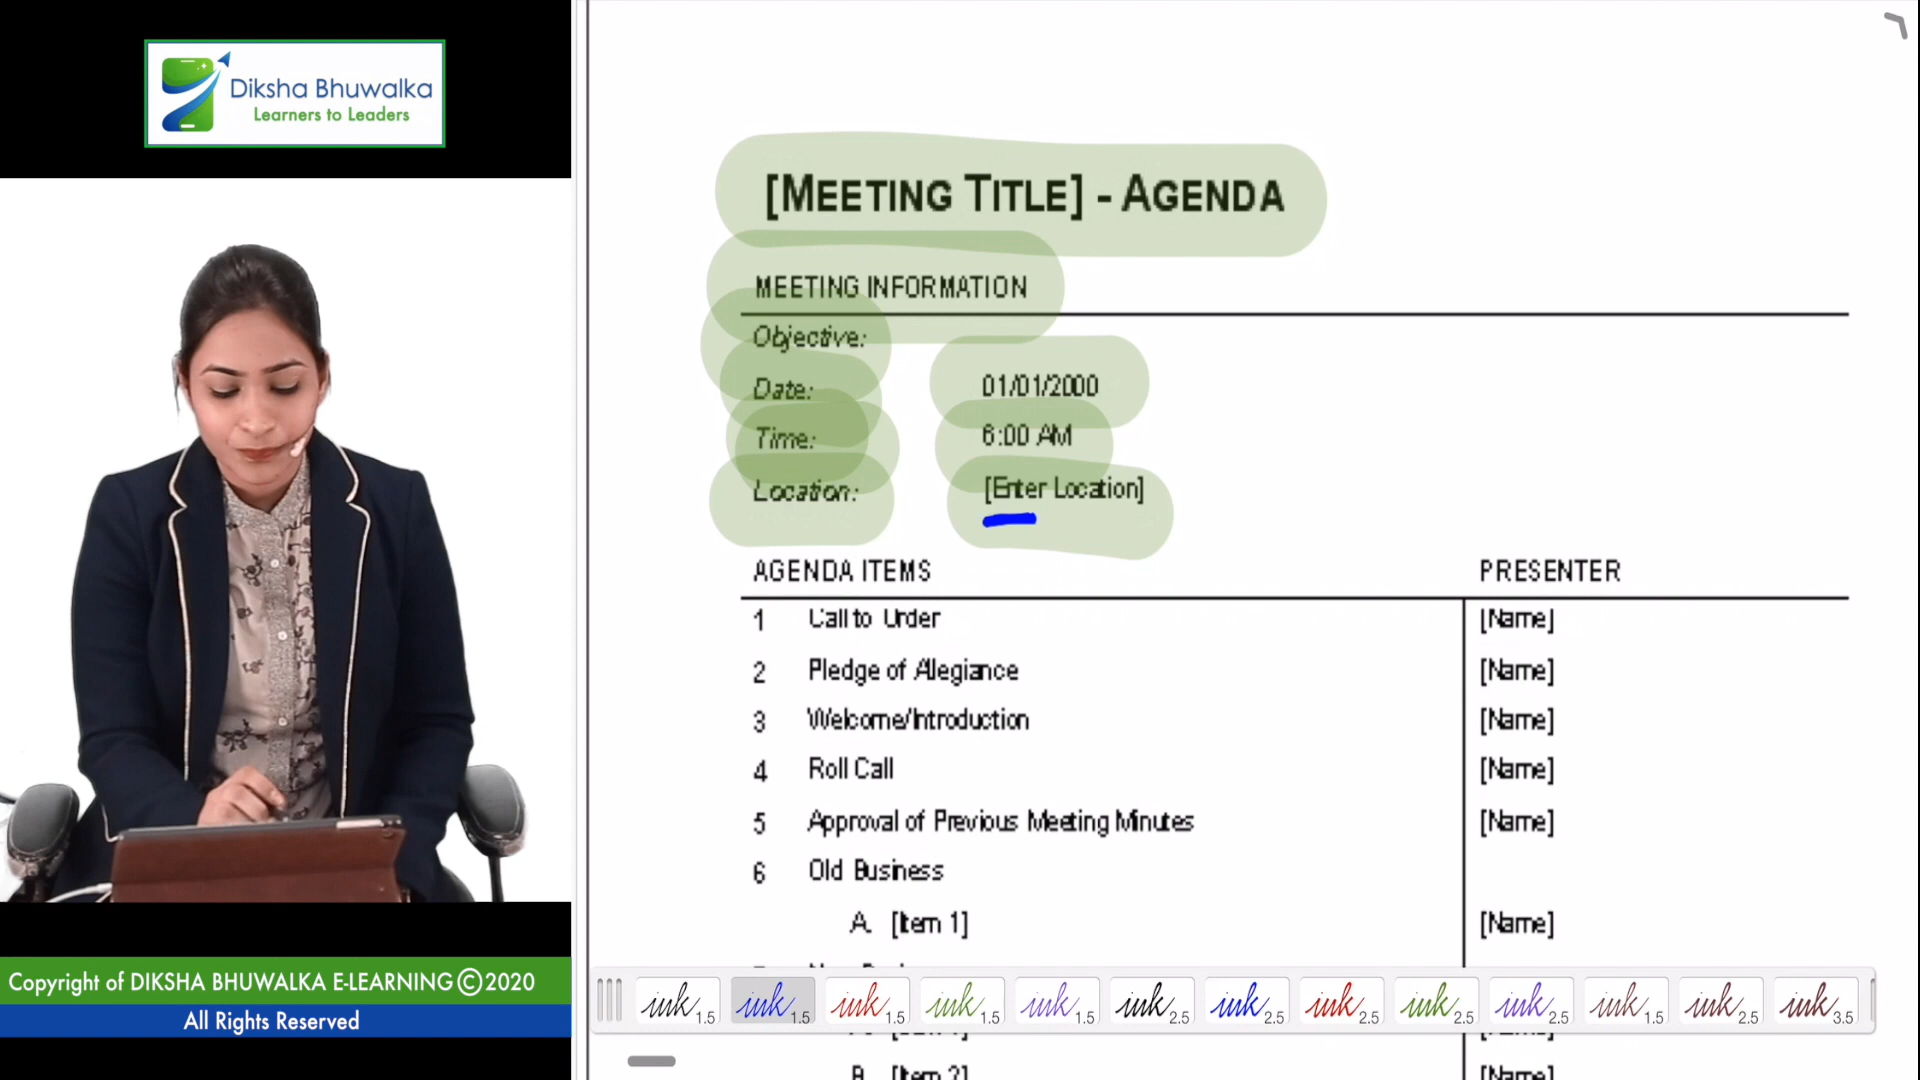 Diksha Bhuwalka
Learners to Leaders
[MEETING TITLE] - AGENDA
MEETING INFORMATION
Objective:
Date: 01/01/2000
Time: 6:00 AM
Location: [Enter Location]
AGENDA ITEMS PRESENTER
1 Call to Order [Name]
2 Pledge of Allegiance [Name]
3 Welcome/Introduction [Name]
4 Roll Call [Name]
5 Approval of Previous Meeting Minutes [Name]
6 Old Business
A. [Item 1] [Name]
ink 1.5 ink 1.5 ink 1.5 ink 1.5 ink 1.5 ink 2.5 ink 2.5 ink 2.5 ink 2.5 ink 2.5 ink 1.5 ink 2.5 ink 3.5
B. [Item 2] [Name]
Copyright of DIKSHA BHUWALKA E-LEARNING©2020
All Rights Reserved